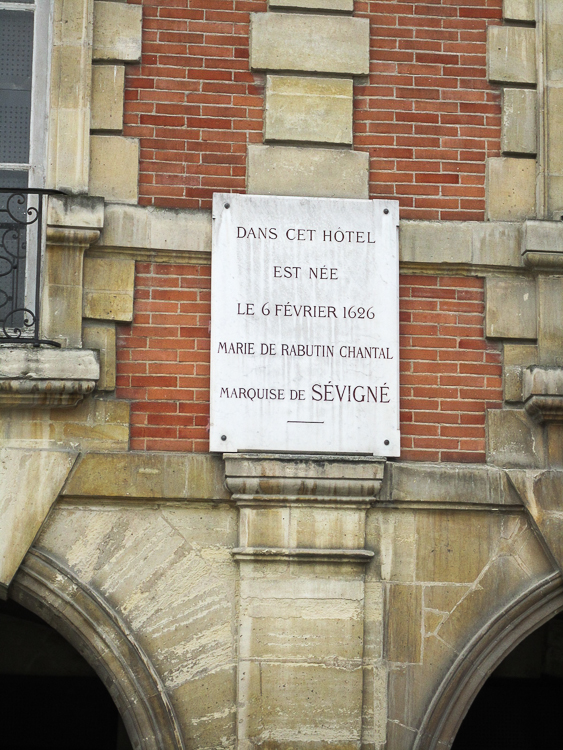 DANS CET HÔTEL
EST NÉE
LE 6 FÉVRIER 1626
MARIE DE RABUTIN CHANTAL
MARQUISE DE SÉVIGNÉ